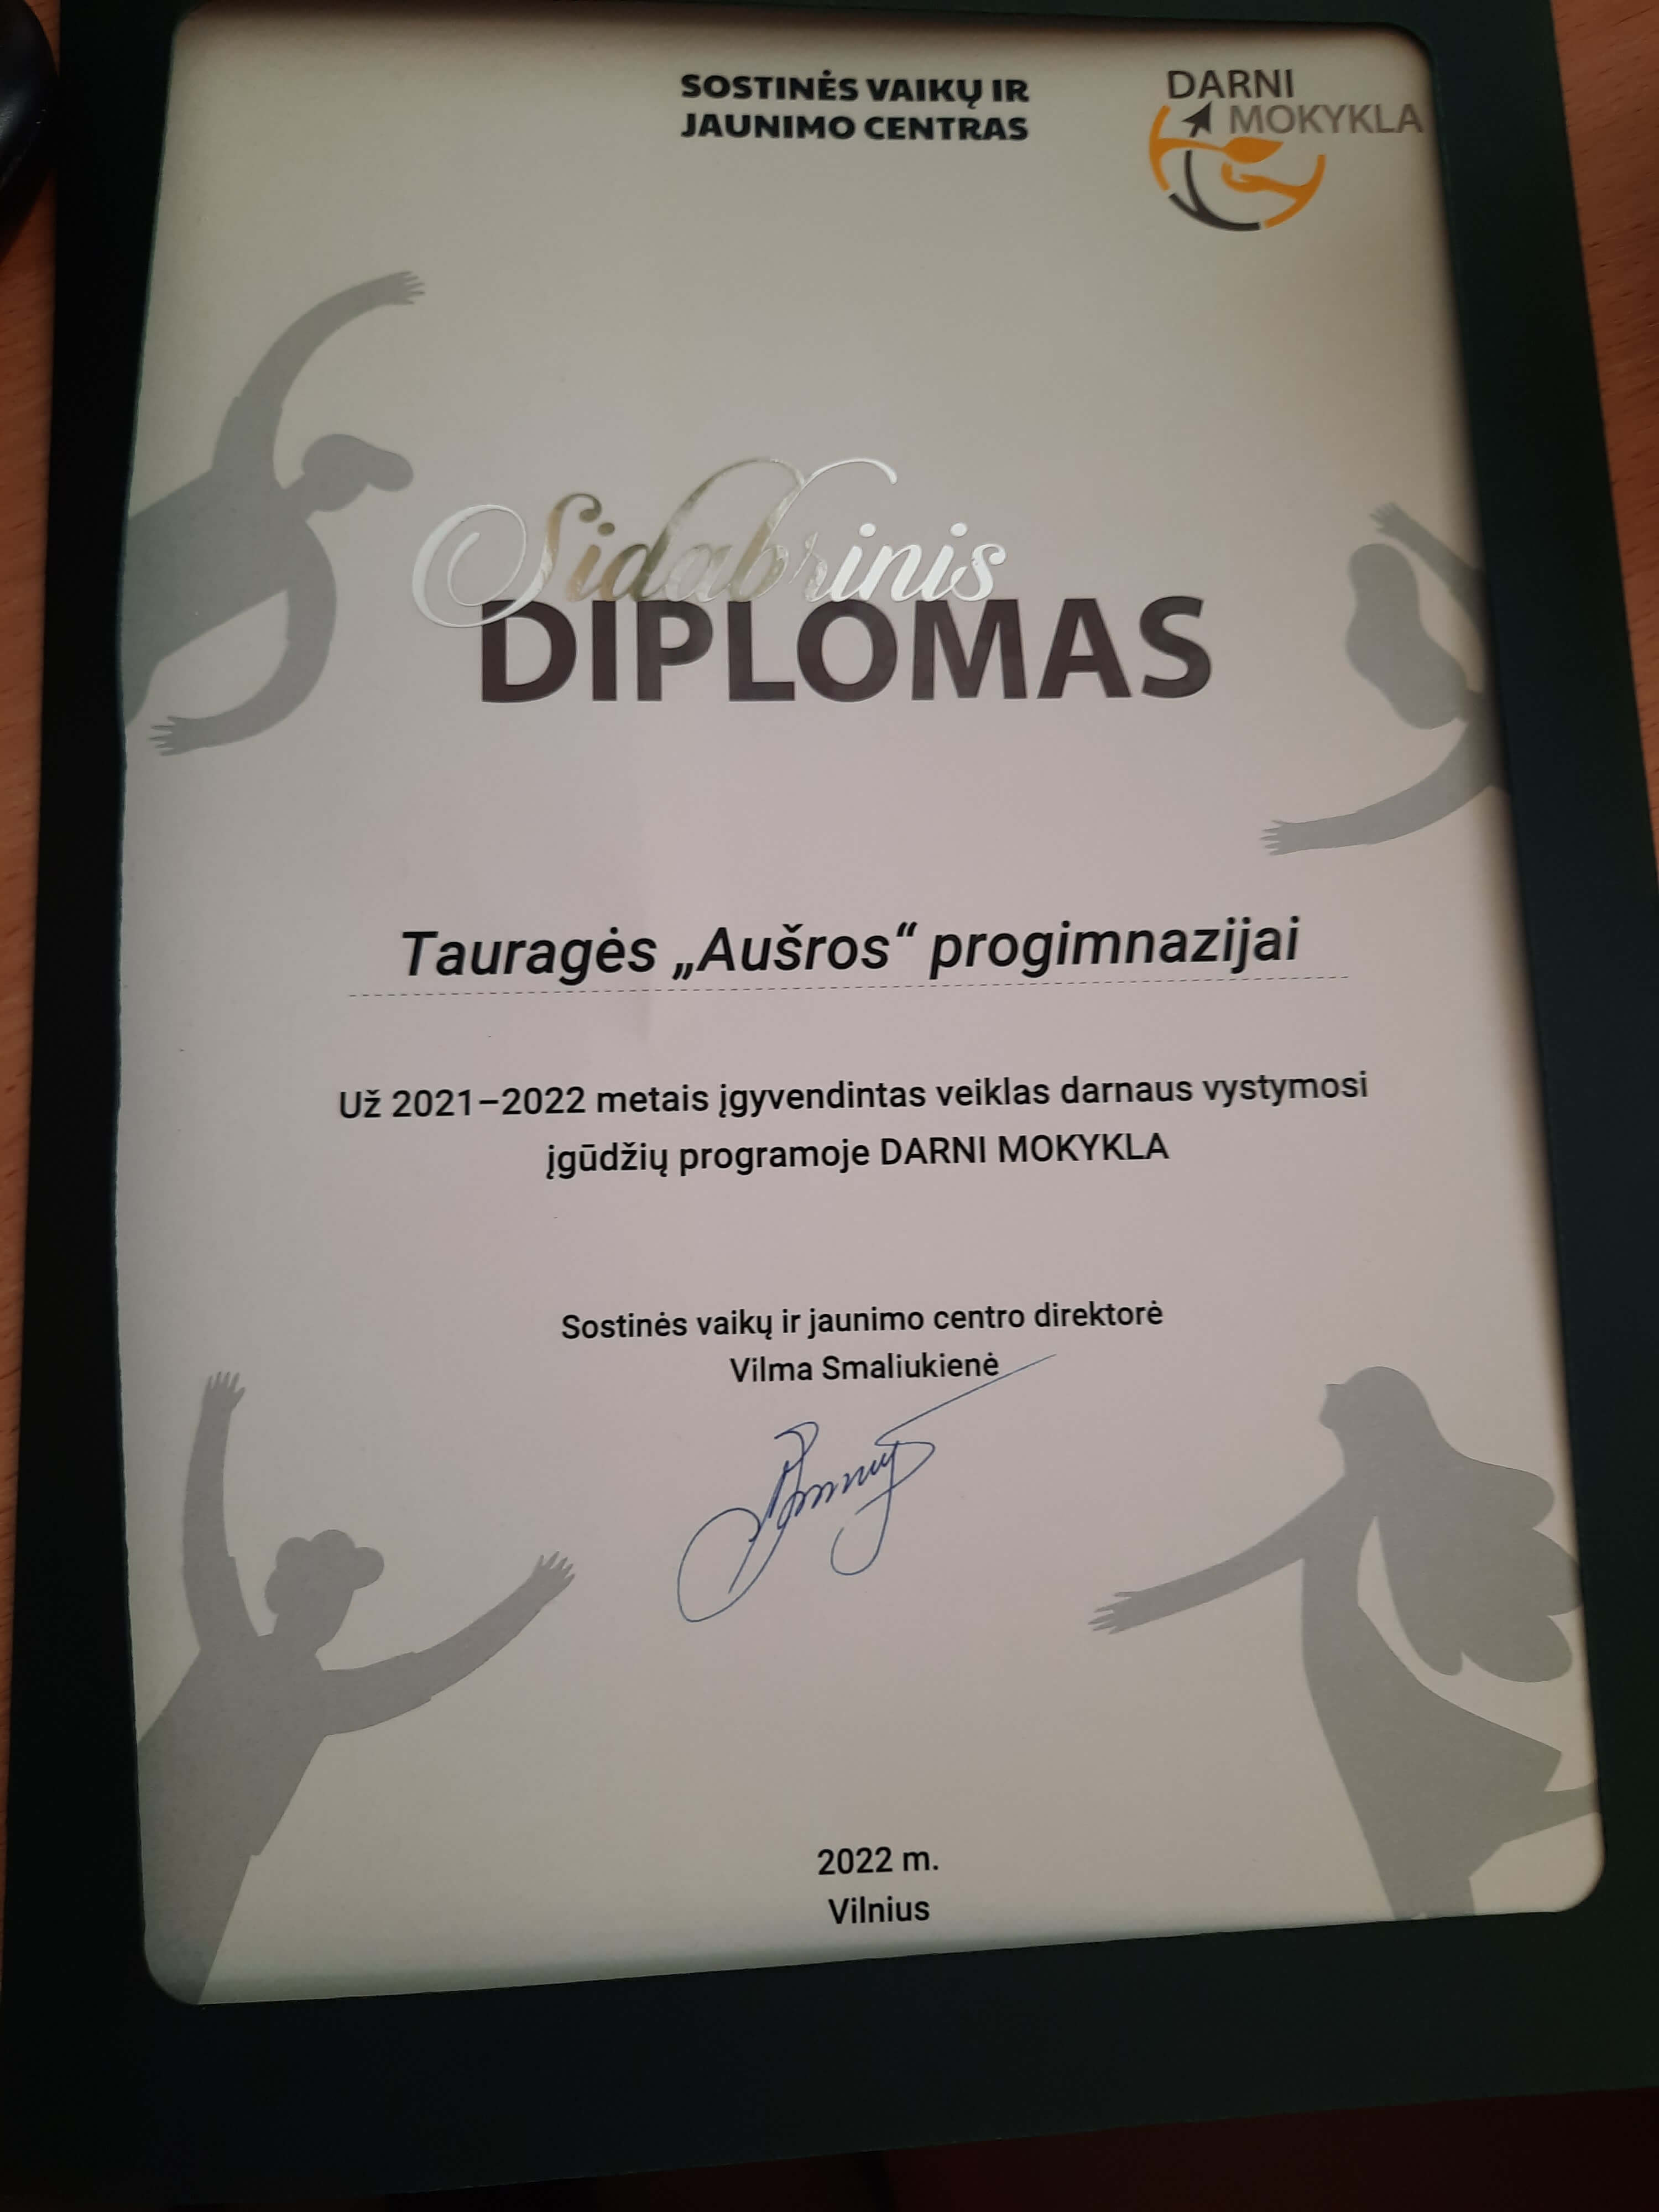 SOSTINĖS VAIKŲ IR
JAUNIMO CENTRAS
DARNI
MOKYKLA
Sidabrinis
DIPLOMAS
Tauragės „Aušros“ progimnazijai
Už 2021–2022 metais įgyvendintas veiklas darnaus vystymosi
įgūdžių programoje DARNI MOKYKLA
Sostinės vaikų ir jaunimo centro direktorė
Vilma Smaliukienė
2022 m.
Vilnius